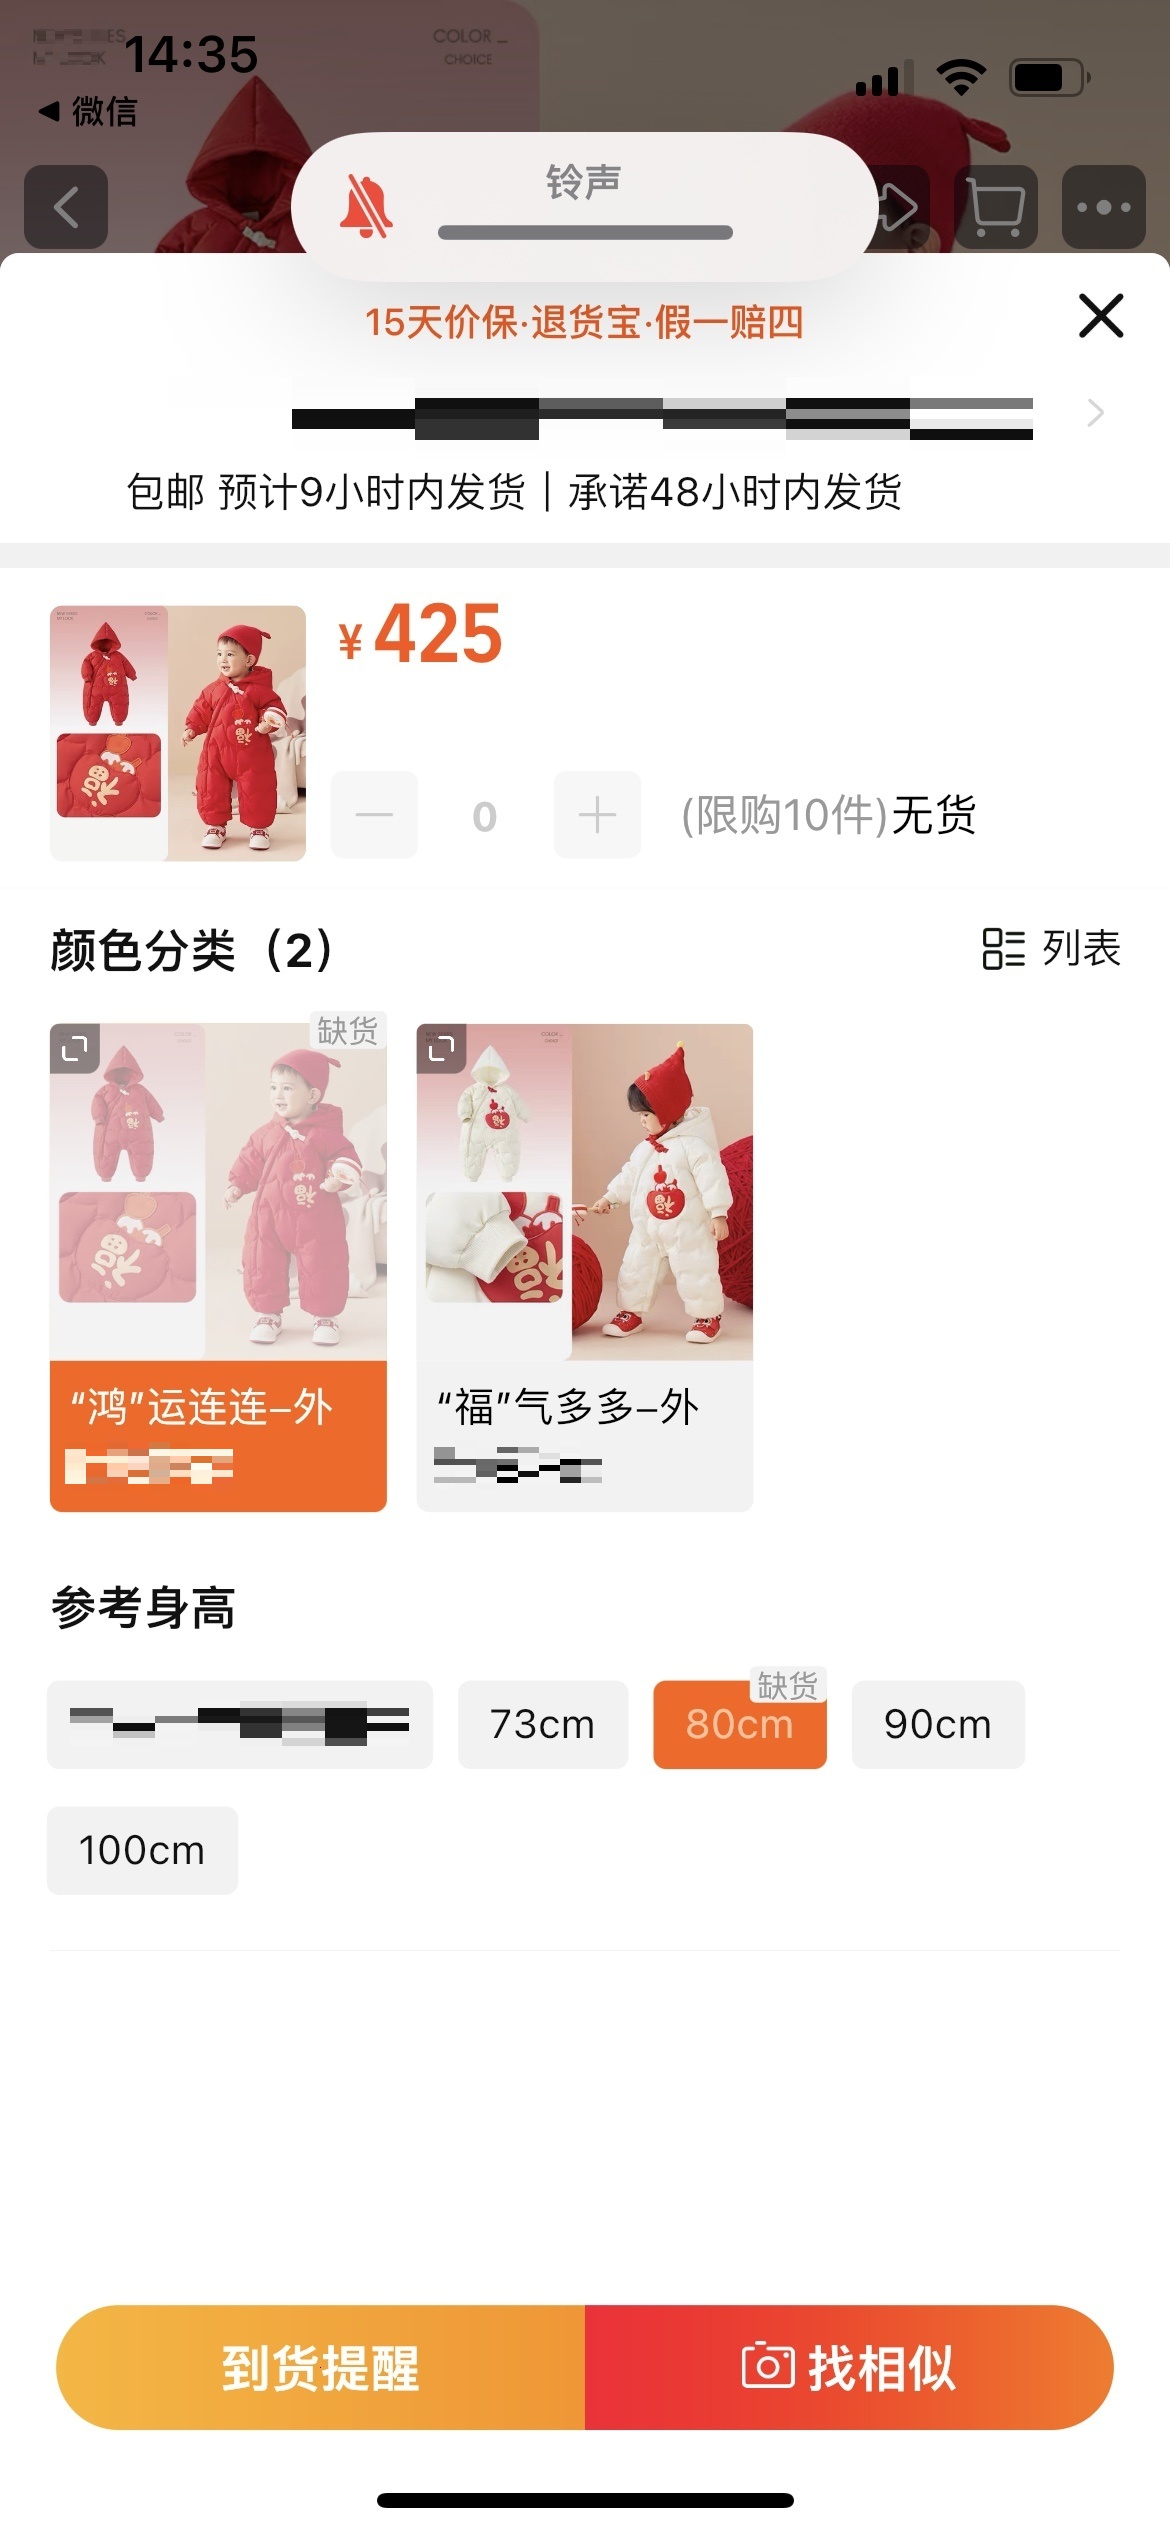 14:35
COLOR _
CHOICE
微信
铃声
15天价保·退货宝·假一赔四
包邮 预计9小时内发货 | 承诺48小时内发货
¥425
0
(限购10件)无货
颜色分类（2）
列表
缺货
“鸿”运连连-外
“福”气多多-外
参考身高
73cm
80cm
缺货
90cm
100cm
到货提醒
找相似